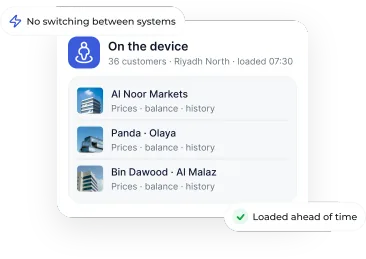 No switching between systems
On the device
36 customers · Riyadh North · loaded 07:30
Al Noor Markets
Prices · balance · history
Panda · Olaya
Prices · balance · history
Bin Dawood · Al Malaz
Prices · balance · history
Loaded ahead of time